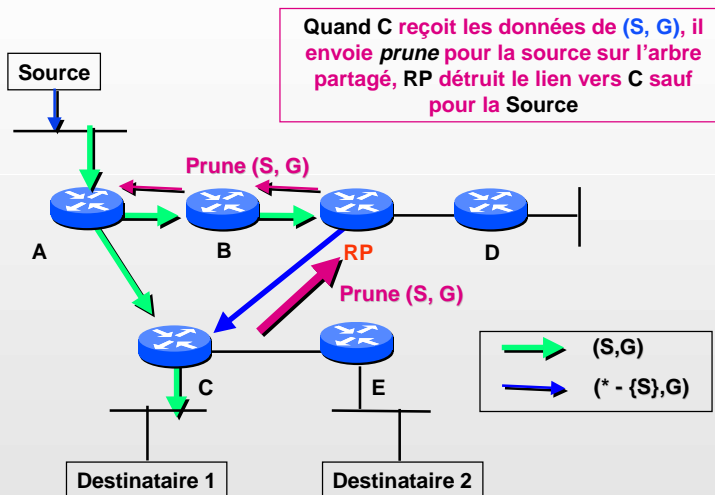 Quand C reçoit les données de (S, G), il
envoie prune pour la source sur l'arbre
partagé, RP détruit le lien vers C sauf
pour la Source
Source
Prune (S, G)
A
B
RP
D
Prune (S, G)
C
E
(S,G)
(* - {S},G)
Destinataire 1
Destinataire 2